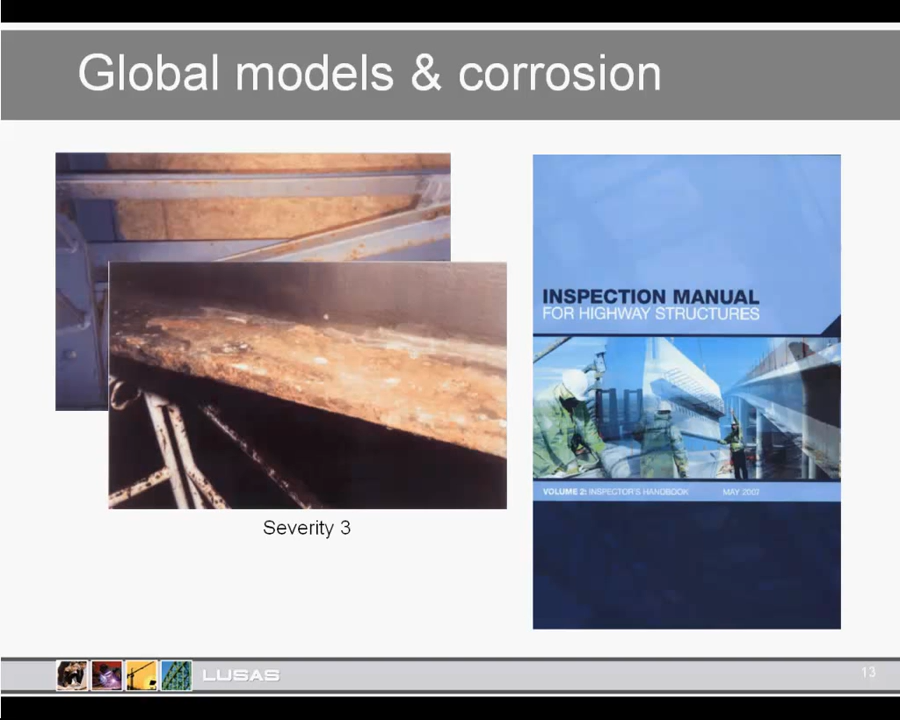 Global models & corrosion
INSPECTION MANUAL
FOR HIGHWAY STRUCTURES
VOLUME 2: INSPECTOR'S HANDBOOK MAY 2007
Severity 3
LUSAS
13